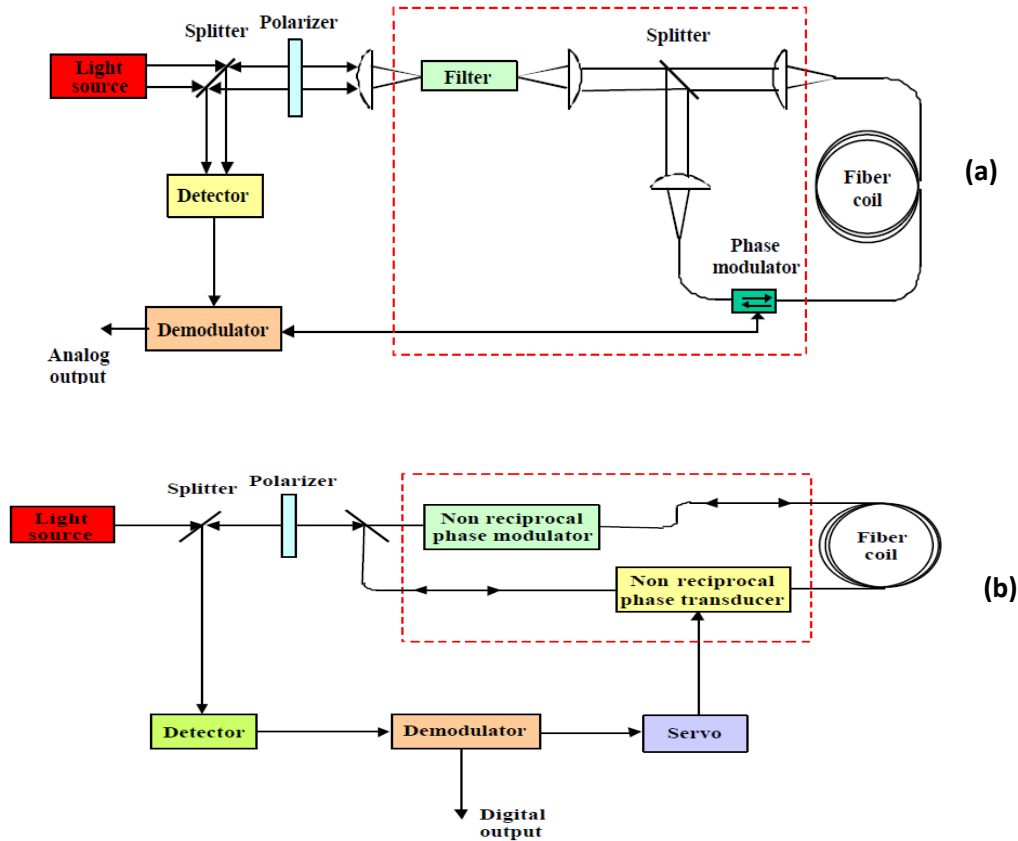 Splitter
Polarizer
Light
source
Filter
Splitter
Detector
Fiber
coil
(a)
Phase
modulator
Demodulator
Analog
output
Splitter
Polarizer
Light
source
Non reciprocal
phase modulator
Fiber
coil
Non reciprocal
phase transducer
(b)
Detector
Demodulator
Servo
Digital
output